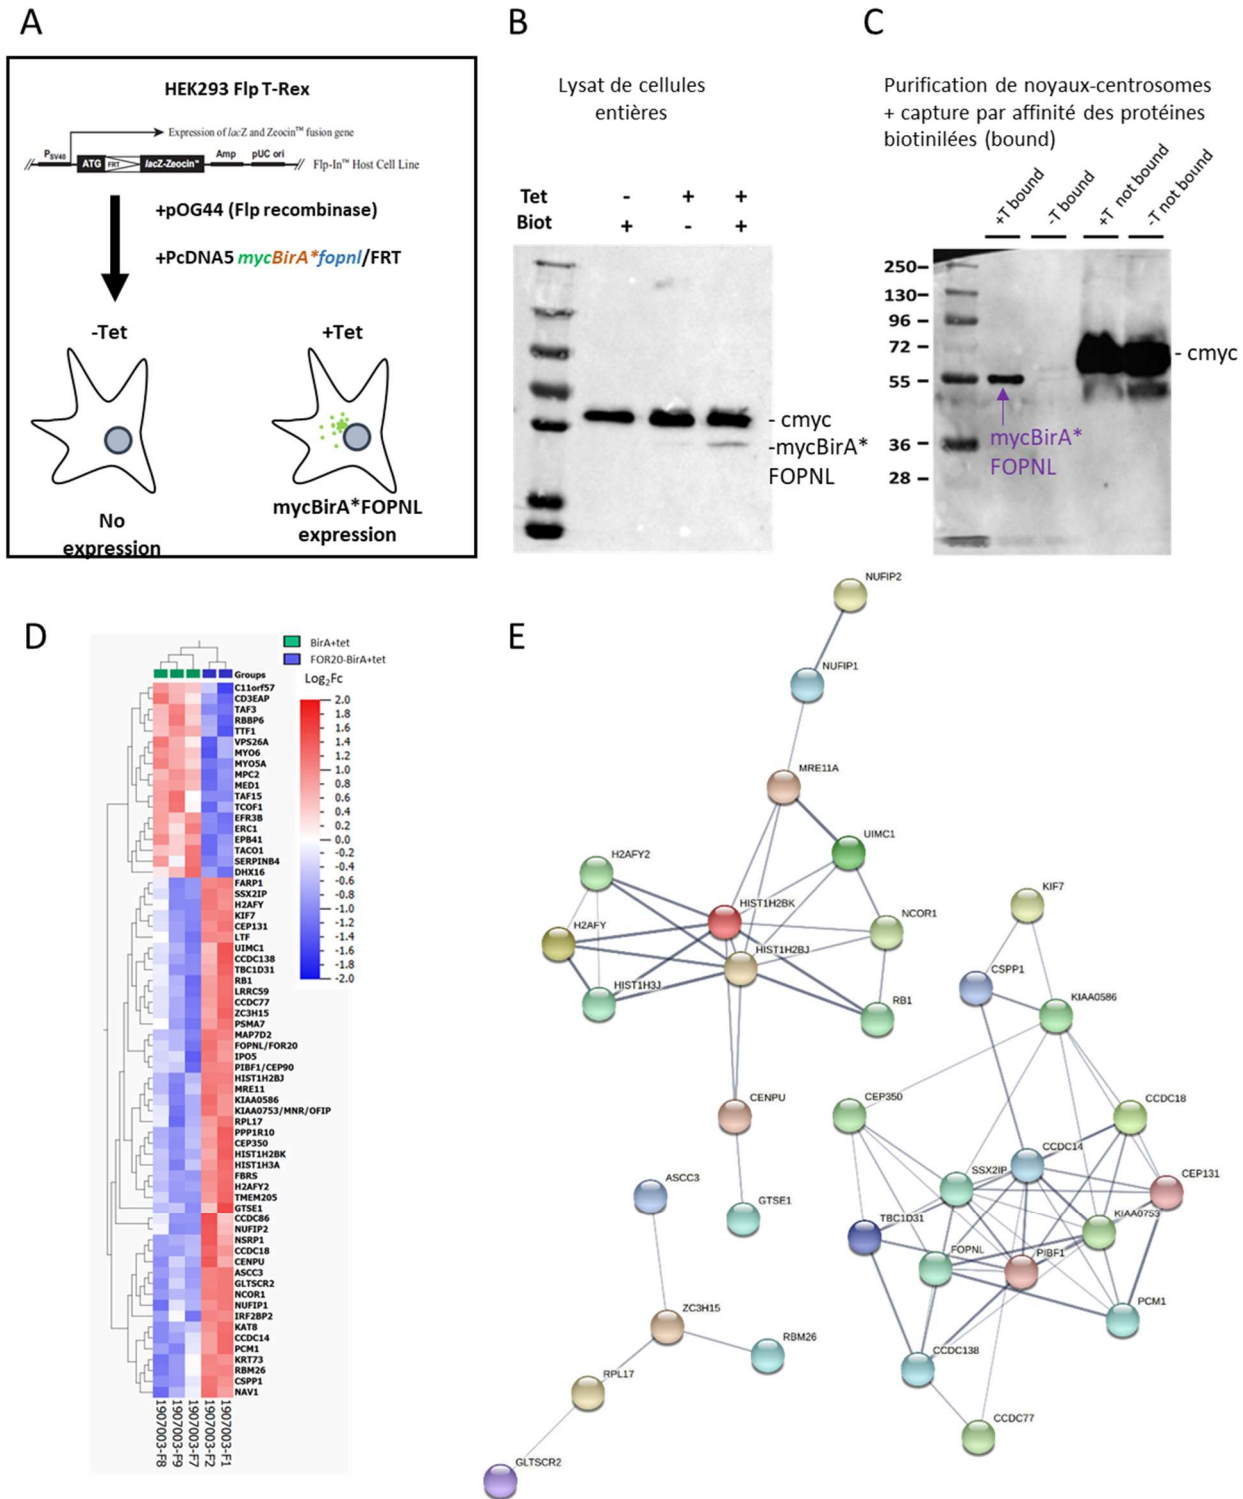 A
HEK293 Flp T-Rex
Expression of lacZ and Zeocin™ fusion gene
PSV40
ATG
FRT
lacZ-Zeocin™
Amp
pUC ori
Flp-In™ Host Cell Line
+pOG44 (Flp recombinase)
+PcDNA5 mycBirA*fopnl/FRT
-Tet
+Tet
No
expression
mycBirA*FOPNL
expression
B
Lysat de cellules
entières
Tet - + +
Biot + - +
- cmyc
-mycBirA*
FOPNL
C
Purification de noyaux-centrosomes
+ capture par affinité des protéines
biotinilées (bound)
+T bound
-T bound
+T not bound
-T not bound
250
130
96
72
55
36
28
- cmyc
mycBirA*
FOPNL
D
BirA+tet
FOR20-BirA+tet
Groups
Log2Fc
2.0
1.8
1.6
1.4
1.2
1.0
0.8
0.6
0.4
0.2
0.0
-0.2
-0.4
-0.6
-0.8
-1.0
-1.2
-1.4
-1.6
-1.8
-2.0
C11orf57
CD3EAP
TAF3
RBBP6
TTF1
VPS26A
MYO6
MYO5A
MPC2
MED1
TAF15
TCOF1
EFR3B
ERC1
EPB41
TACO1
SERPINB4
DHX16
FARP1
SSX2IP
H2AFY
KIF7
CEP131
LTF
UIMC1
CCDC138
TBC1D31
RB1
LRRC59
CCDC77
ZC3H15
PSMA7
MAP7D2
FOPNL/FOR20
IPO5
PIBF1/CEP90
HIST1H2BJ
MRE11
KIAA0586
KIAA0753/MNR/OFIP
RPL17
PPP1R10
CEP350
HIST1H2BK
HIST1H3A
FBRS
H2AFY2
TMEM205
GTSE1
CCDC86
NUFIP2
NSRP1
CCDC18
CENPU
ASCC3
GLTSCR2
NCOR1
NUFIP1
IRF2BP2
KAT8
CCDC14
PCM1
KRT73
RBM26
CSPP1
NAV1
1907003-F8
1907003-F9
1907003-F7
1907003-F2
1907003-F1
E
NUFIP2
NUFIP1
MRE11A
UIMC1
H2AFY2
HIST1H2BK
NCOR1
H2AFY
HIST1H2BJ
HIST1H3J
RB1
CENPU
GTSE1
ASCC3
ZC3H15
RBM26
RPL17
GLTSCR2
KIF7
CSPP1
KIAA0586
CEP350
CCDC18
CCDC14
SSX2IP
CEP131
TBC1D31
KIAA0753
FOPNL
PIBF1
PCM1
CCDC138
CCDC77